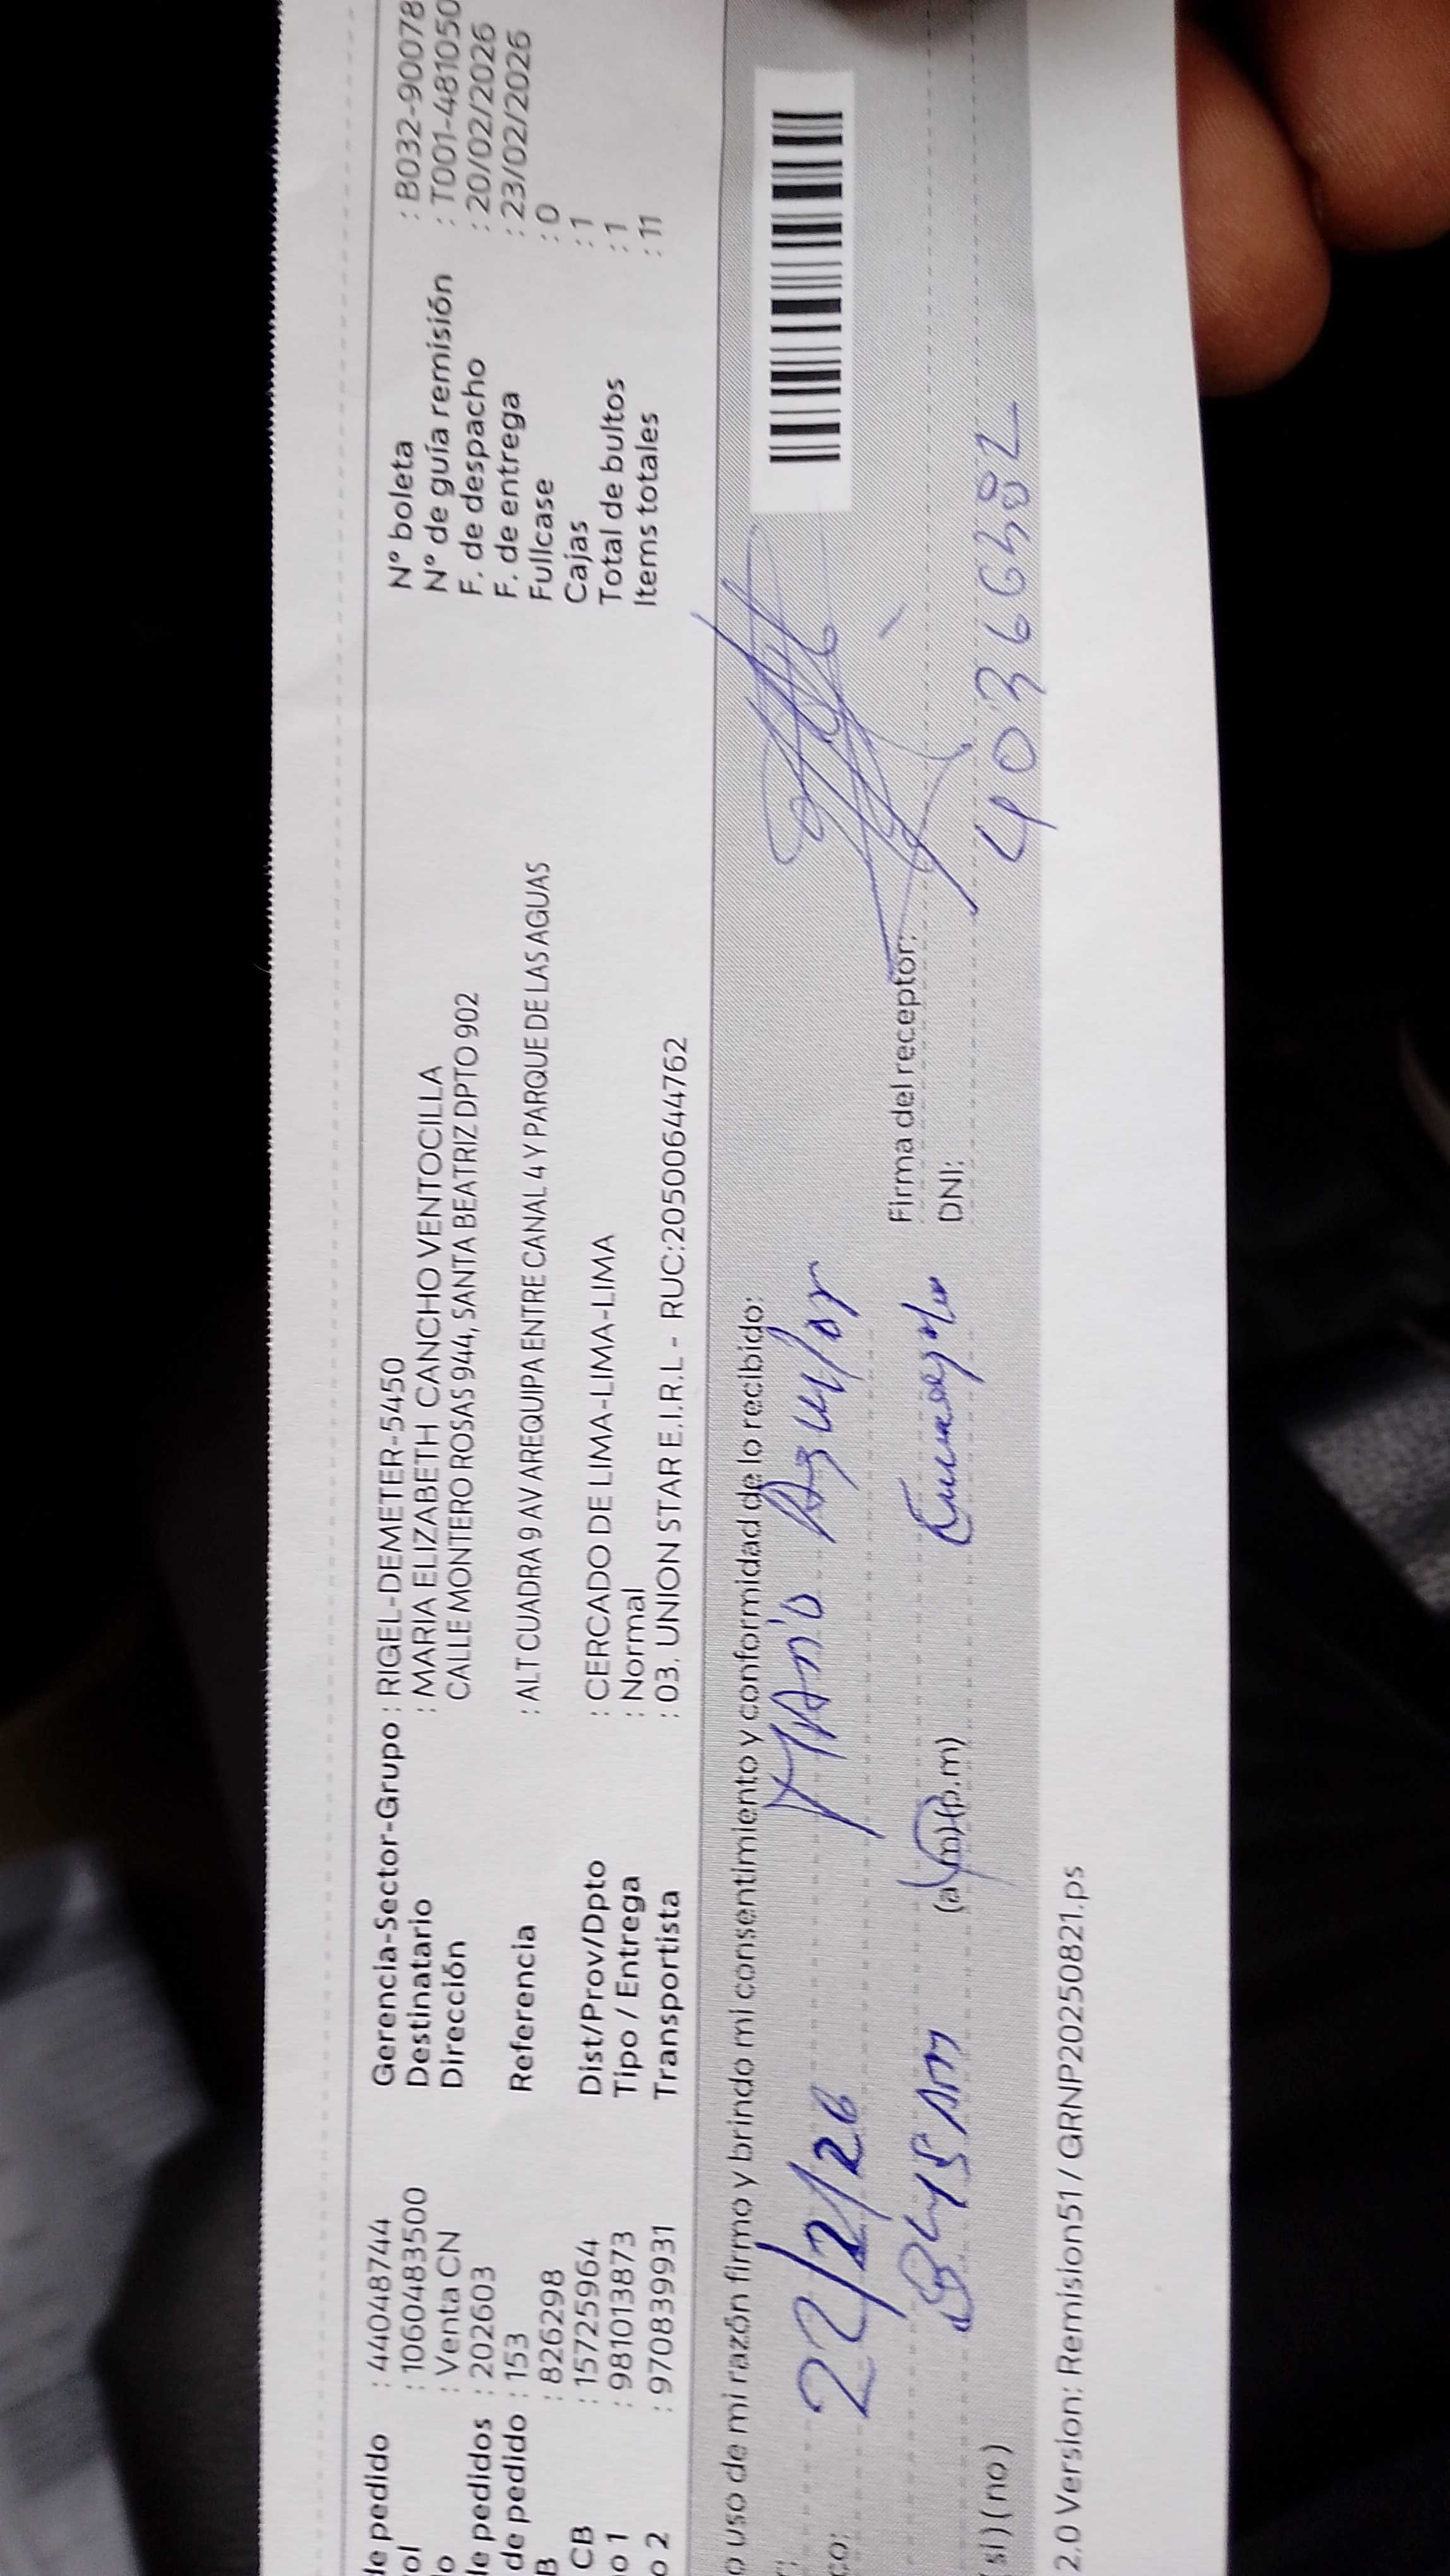 de pedido : 44048744
ol : 1060483500
o : Venta CN
de pedidos : 202603
de pedido : 153
B : 826298
CB : 15725964
o 1 : 981013873
o 2 : 970839931
Gerencia-Sector-Grupo : RIGEL-DEMETER-5450
Destinatario : MARIA ELIZABETH CANCHO VENTOCILLA
Dirección CALLE MONTERO ROSAS 944, SANTA BEATRIZ DPTO 902
Referencia : ALT CUADRA 9 AV AREQUIPA ENTRE CANAL 4 Y PARQUE DE LAS AGUAS
Dist/Prov/Dpto : CERCADO DE LIMA-LIMA-LIMA
Tipo / Entrega : Normal
Transportista : 03. UNION STAR E.I.R.L - RUC:20500644762
N° boleta : B032-90078
N° de guía remisión : T001-481050
F. de despacho : 20/02/2026
F. de entrega : 23/02/2026
Fullcase : 0
Cajas : 1
Total de bultos : 1
Items totales : 11
o uso de mi razón firmo y brindo mi consentimiento y conformidad de lo recibido:
22/2/26
co: 845 Am (a.m)(p.m)
Firma del receptor:
DNI: 40366382
si) (no)
2.0 Version: Remision51 / GRNP20250821.ps